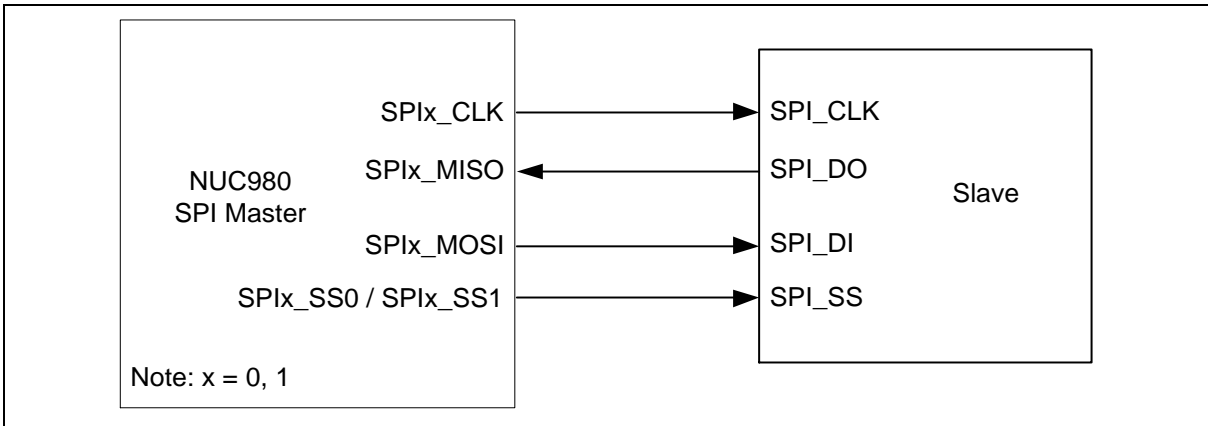 SPIx_CLK
SPI_CLK
SPIx_MISO
SPI_DO
NUC980
SPI Master
Slave
SPIx_MOSI
SPI_DI
SPIx_SS0 / SPIx_SS1
SPI_SS
Note: x = 0, 1